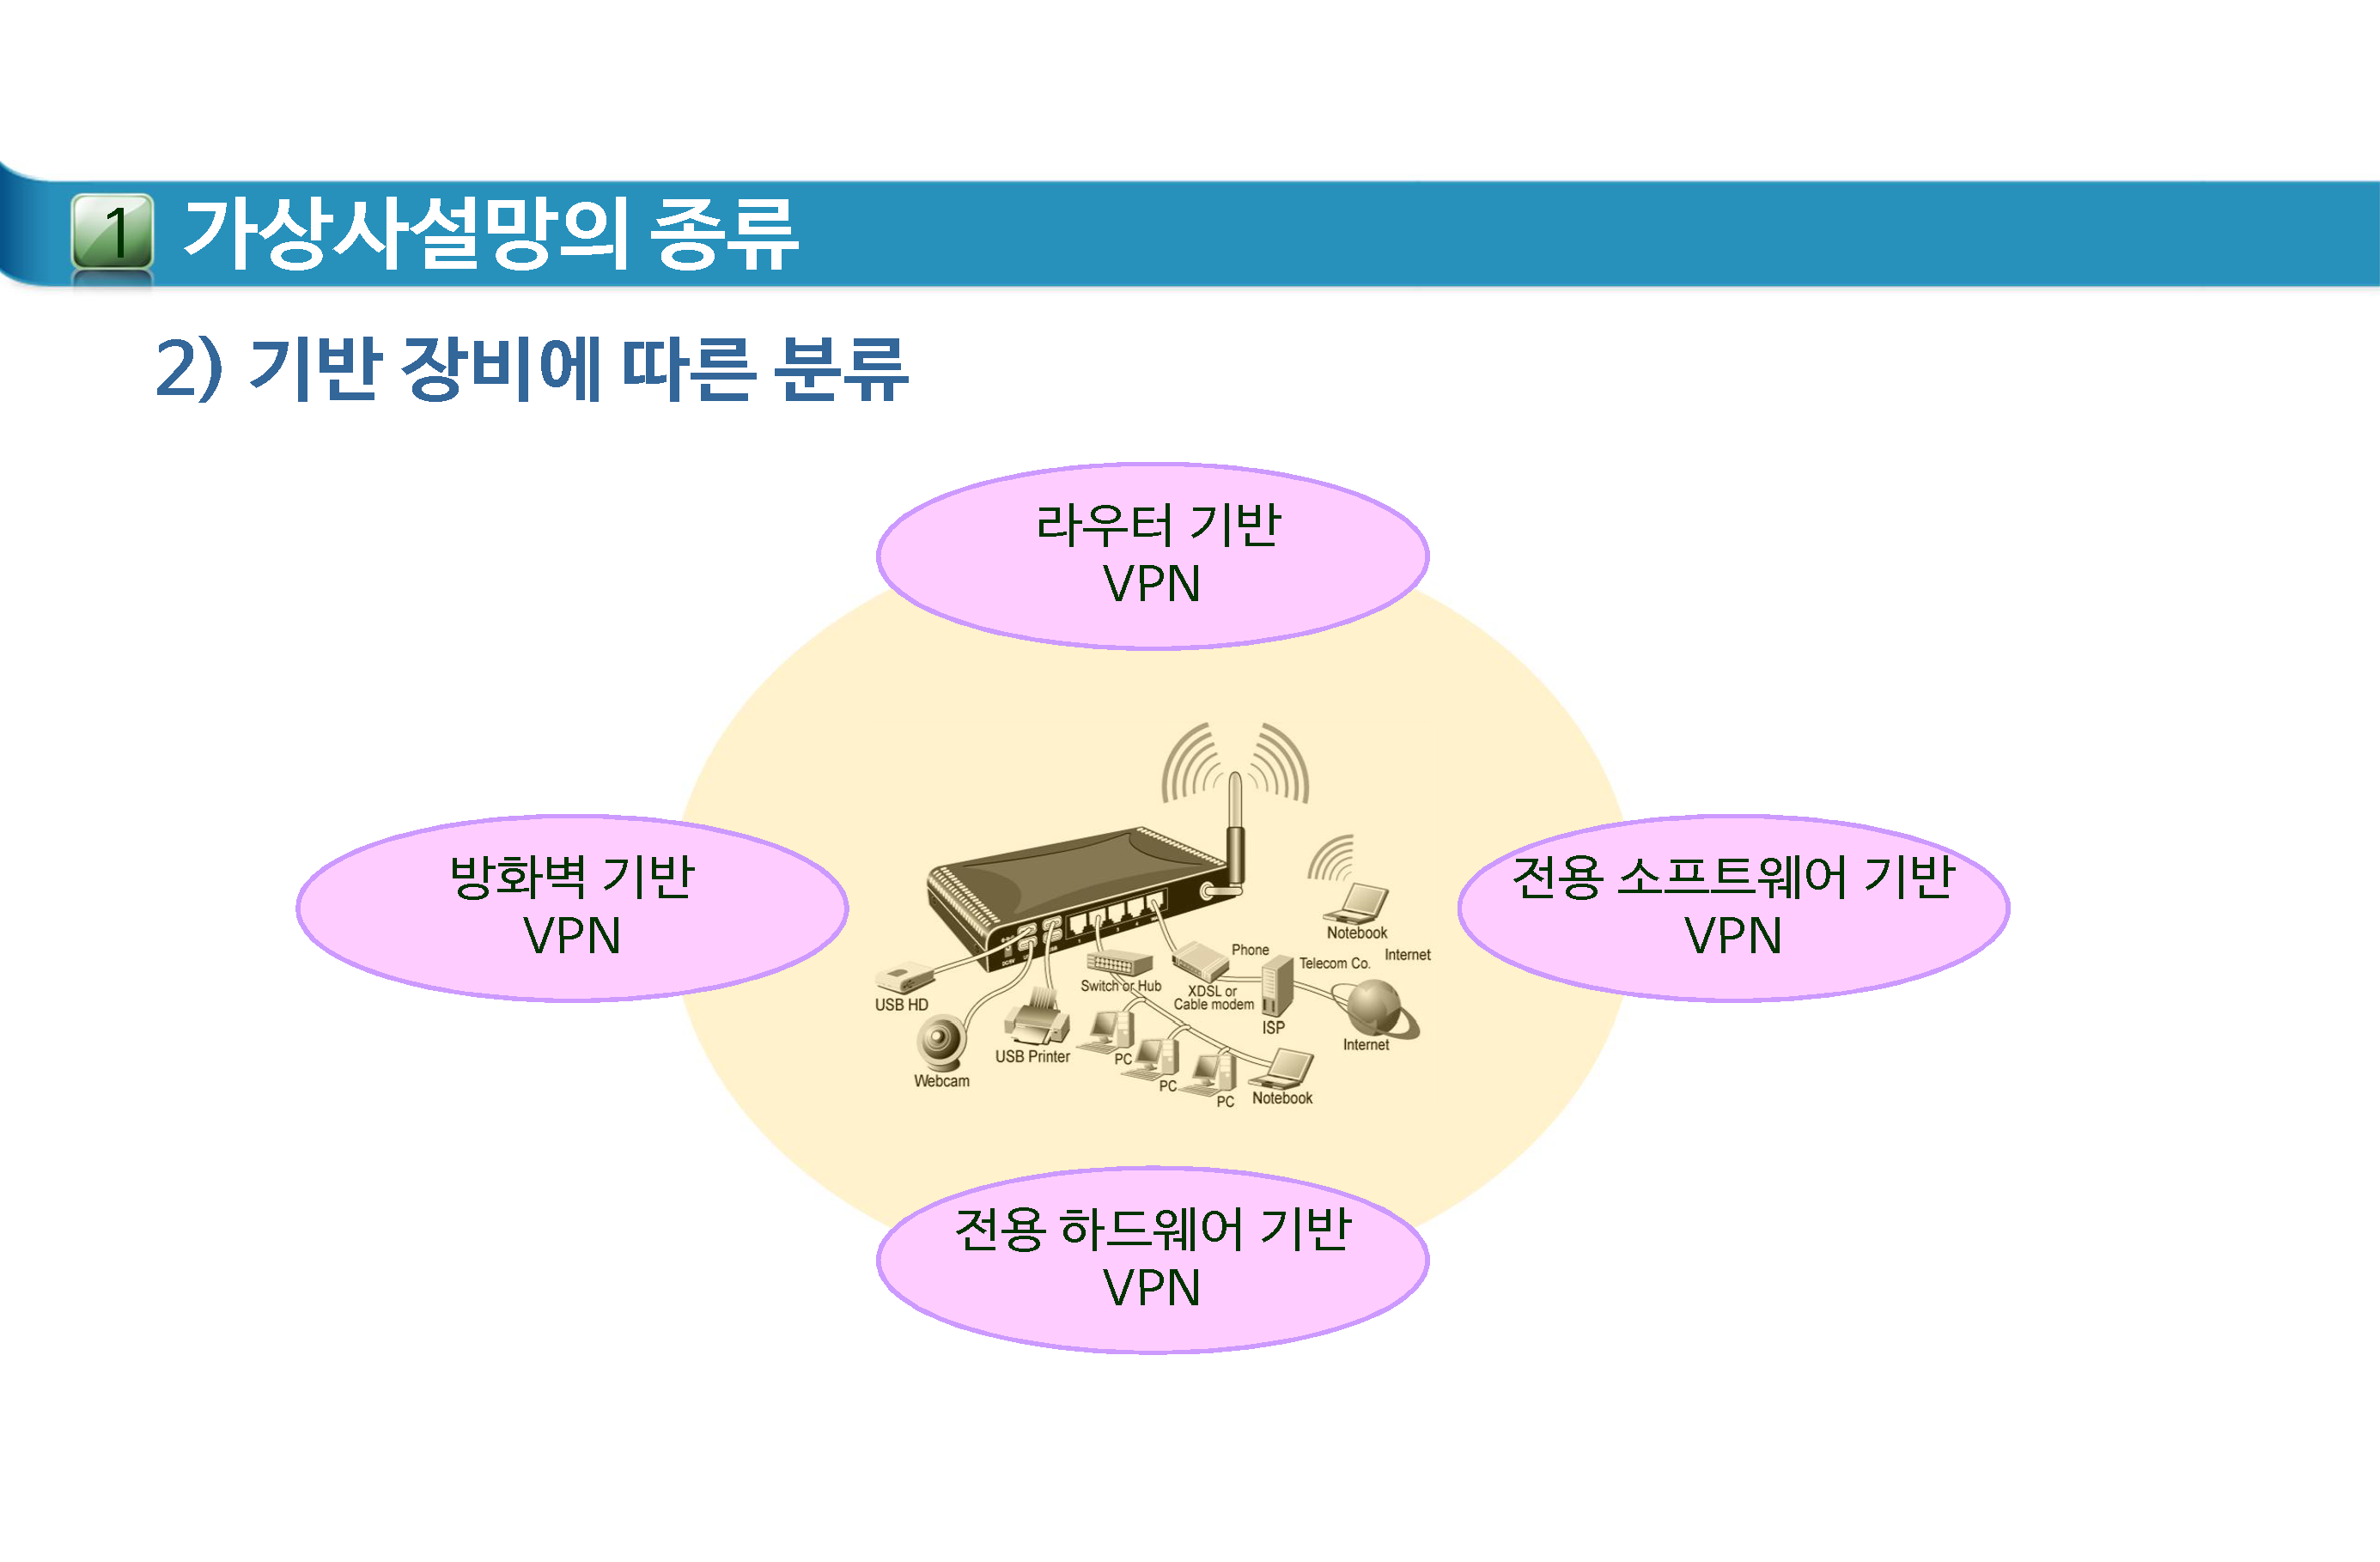 1 가상사설망의 종류
2) 기반 장비에 따른 분류
라우터 기반
VPN
방화벽 기반
VPN
전용 소프트웨어 기반
VPN
Notebook
Phone
Telecom Co.
Internet
Switch or Hub
XDSL or
Cable modem
USB HD
ISP
Internet
USB Printer
PC
Webcam
PC
PC
Notebook
전용 하드웨어 기반
VPN